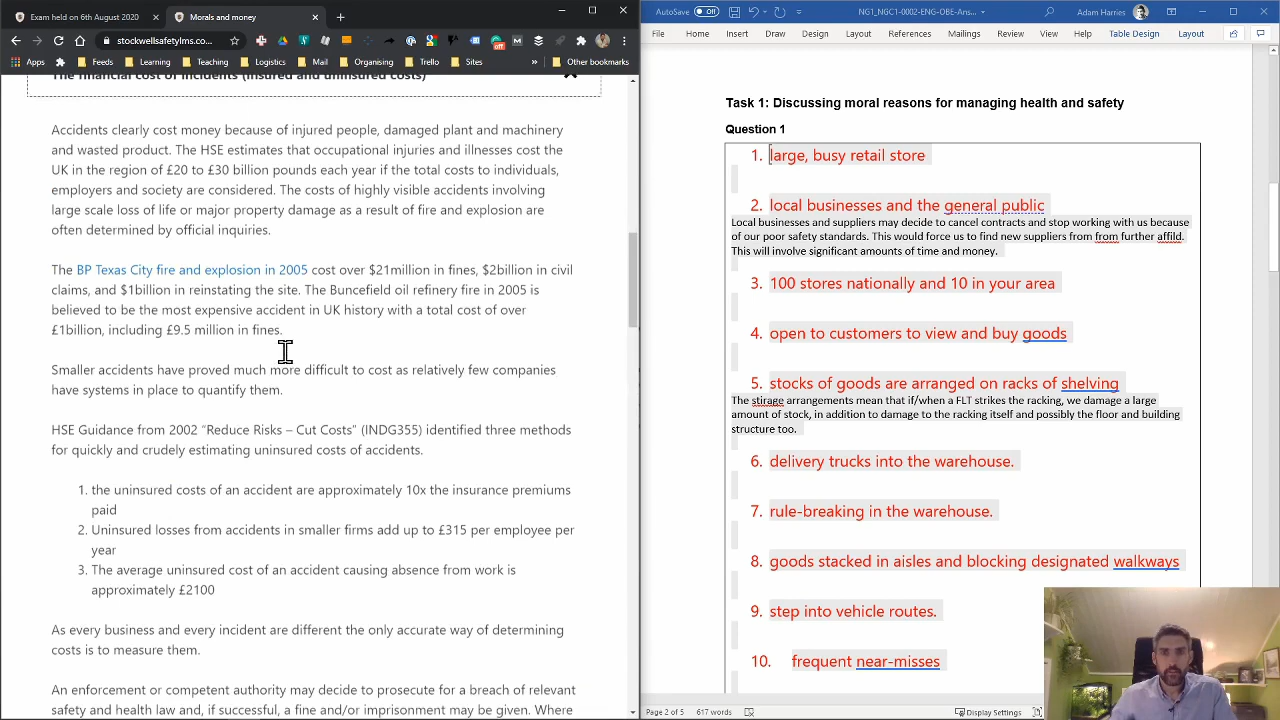 Exam held on 6th August 2020
Morals and money
stockwellsafetylms.co...
off
Apps
Feeds
Learning
Teaching
Logistics
Mail
Organising
Trello
Sites
»
Other bookmarks
The financial cost of incidents (insured and uninsured costs)
Accidents clearly cost money because of injured people, damaged plant and machinery
and wasted product. The HSE estimates that occupational injuries and illnesses cost the
UK in the region of £20 to £30 billion pounds each year if the total costs to individuals,
employers and society are considered. The costs of highly visible accidents involving
large scale loss of life or major property damage as a result of fire and explosion are
often determined by official inquiries.
The BP Texas City fire and explosion in 2005 cost over $21million in fines, $2billion in civil
claims, and $1billion in reinstating the site. The Buncefield oil refinery fire in 2005 is
believed to be the most expensive accident in UK history with a total cost of over
£1billion, including £9.5 million in fines.
Smaller accidents have proved much more difficult to cost as relatively few companies
have systems in place to quantify them.
HSE Guidance from 2002 “Reduce Risks – Cut Costs” (INDG355) identified three methods
for quickly and crudely estimating uninsured costs of accidents.
1. the uninsured costs of an accident are approximately 10x the insurance premiums
paid
2. Uninsured losses from accidents in smaller firms add up to £315 per employee per
year
3. The average uninsured cost of an accident causing absence from work is
approximately £2100
As every business and every incident are different the only accurate way of determining
costs is to measure them.
An enforcement or competent authority may decide to prosecute for a breach of relevant
safety and health law and, if successful, a fine and/or imprisonment may be given. Where
AutoSave Off
NG1_NGC1-0002-ENG-OBE-Ans...
Adam Harries
File
Home
Insert
Draw
Design
Layout
References
Mailings
Review
View
Help
Table Design
Layout
Task 1: Discussing moral reasons for managing health and safety
Question 1
1. large, busy retail store
2. local businesses and the general public
Local businesses and suppliers may decide to cancel contracts and stop working with us because
of our poor safety standards. This would force us to find new suppliers from from further affild.
This will involve significant amounts of time and money.
3. 100 stores nationally and 10 in your area
4. open to customers to view and buy goods
5. stocks of goods are arranged on racks of shelving
The stirage arrangements mean that if/when a FLT strikes the racking, we damage a large
amount of stock, in addition to damage to the racking itself and possibly the floor and building
structure too.
6. delivery trucks into the warehouse.
7. rule-breaking in the warehouse.
8. goods stacked in aisles and blocking designated walkways
9. step into vehicle routes.
10. frequent near-misses
Page 2 of 5
617 words
Display Settings